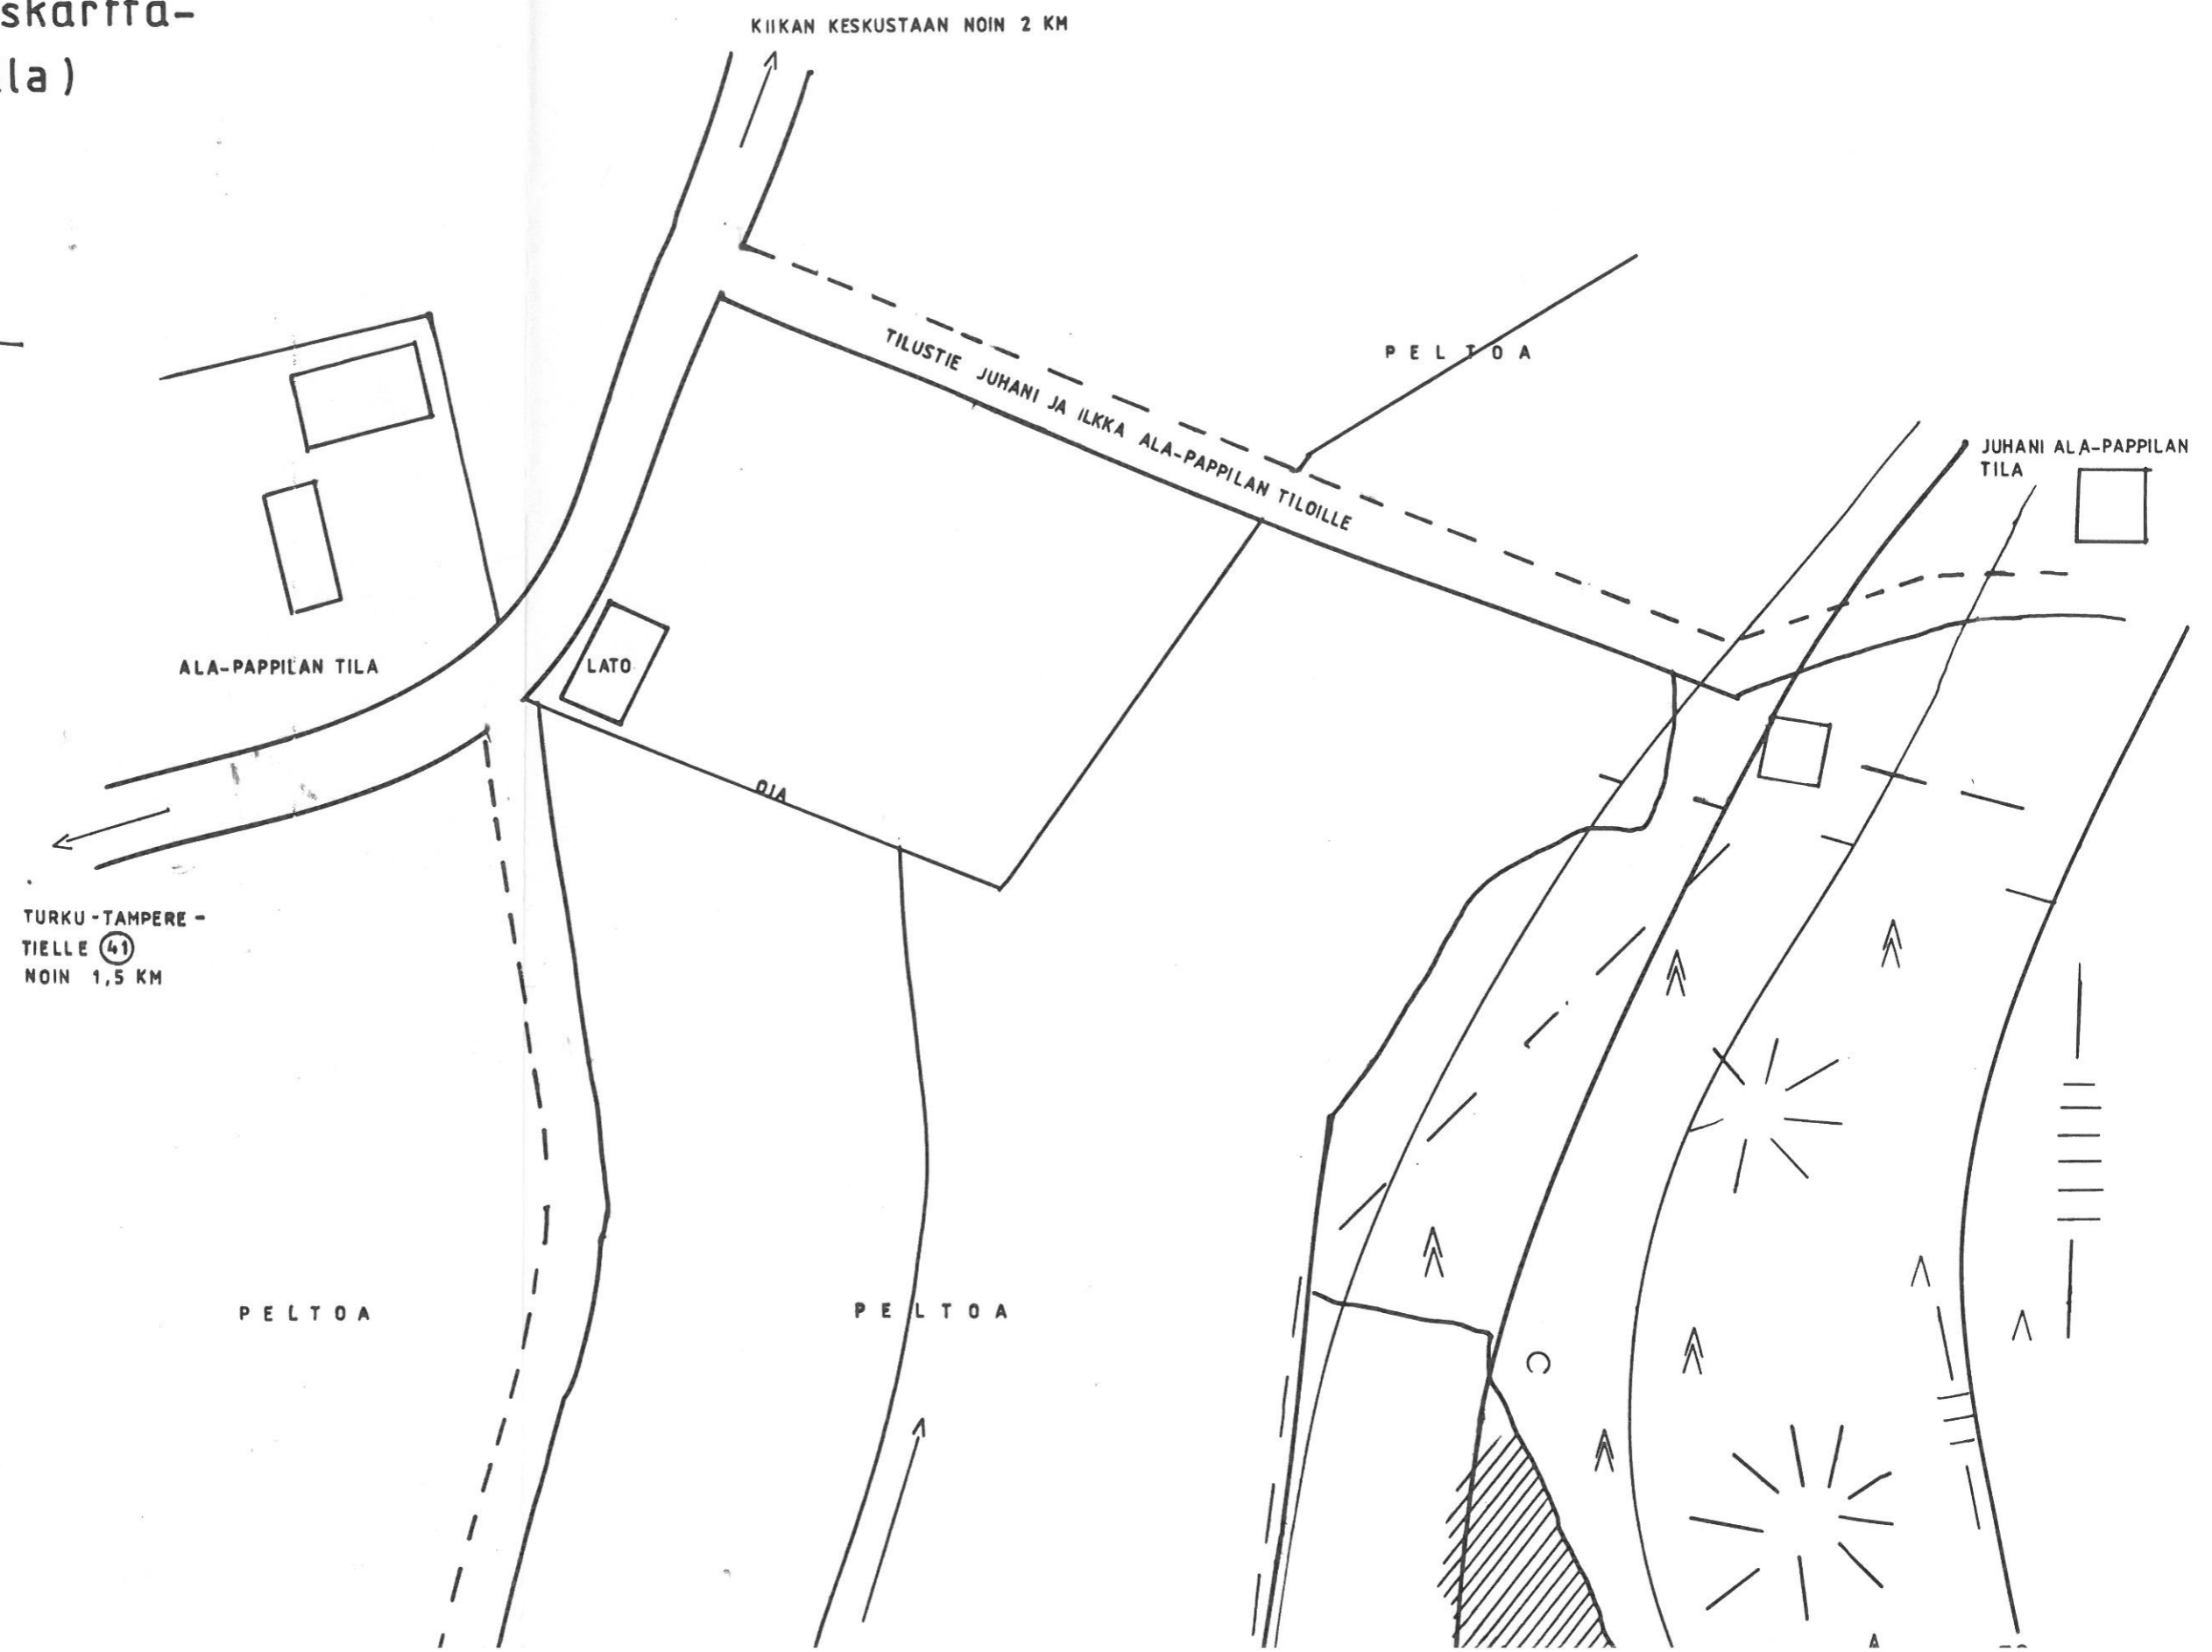 skartta-
lla)
KIIKAN KESKUSTAAN NOIN 2 KM
TILUSTIE JUHANI JA ILKKA ALA-PAPPILAN TILOILLE
PELTOA
JUHANI ALA-PAPPILAN
TILA
LATO
ALA-PAPPILAN TILA
OJA
TURKU-TAMPERE-
TIELLE 41
NOIN 1,5 KM
PELTOA
PELTOA